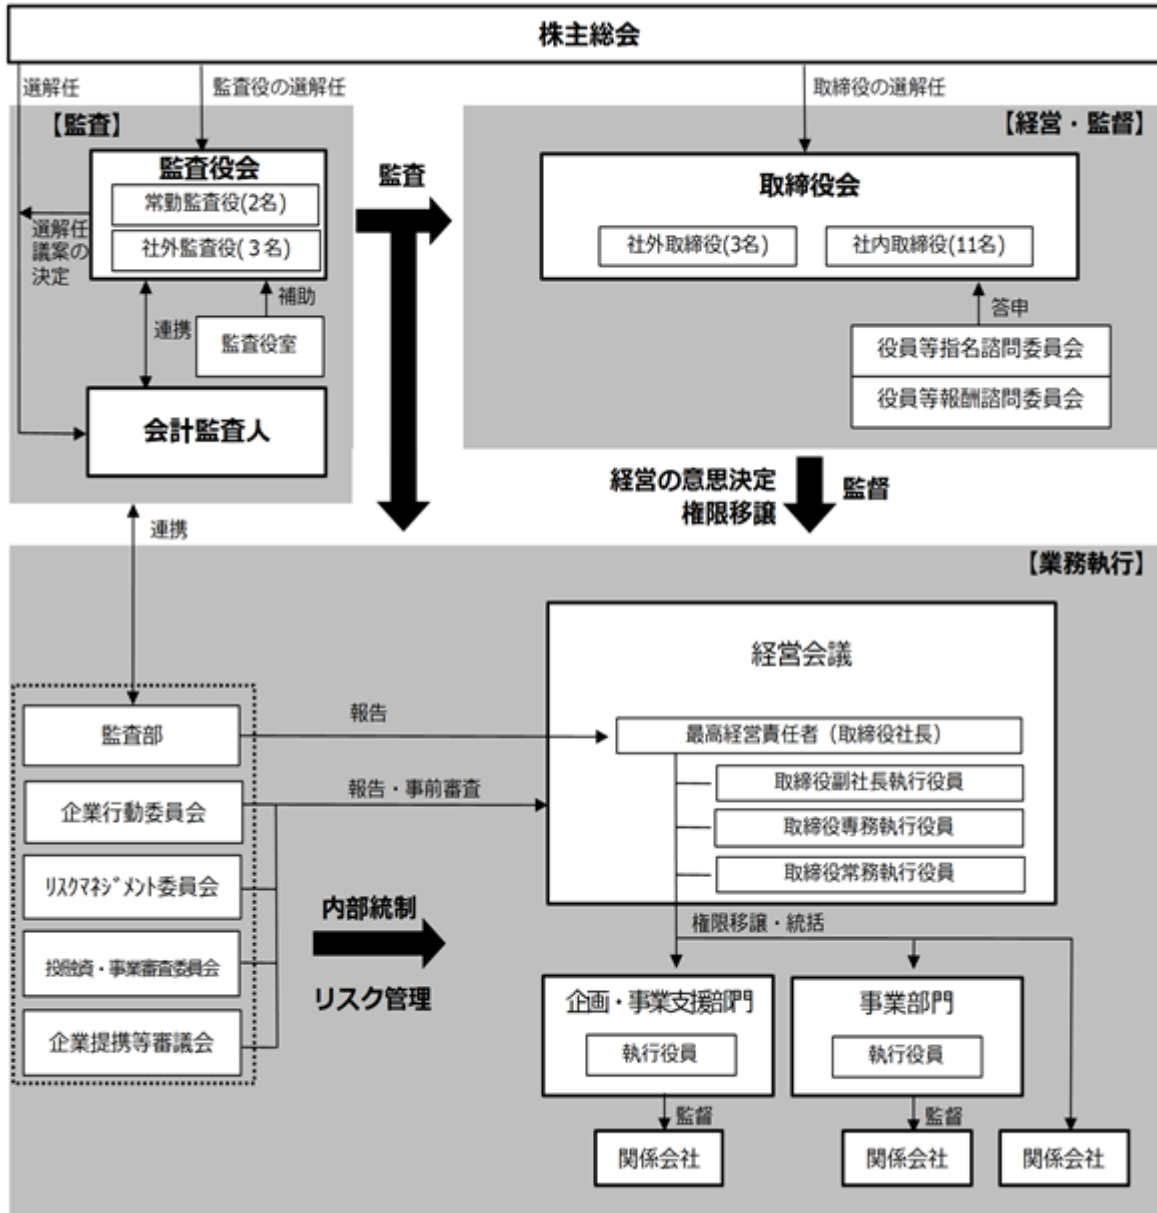 株主総会
選解任
監査役の選解任
取締役の選解任
【監査】
【経営・監督】
監査役会
常勤監査役(2名)
社外監査役(３名)
選解任
議案の
決定
補助
連携
監査役室
会計監査人
監査
取締役会
社外取締役(3名)
社内取締役(11名)
答申
役員等指名諮問委員会
役員等報酬諮問委員会
経営の意思決定
権限移譲
監督
連携
【業務執行】
経営会議
監査部
報告
最高経営責任者（取締役社長）
企業行動委員会
報告・事前審査
取締役副社長執行役員
取締役専務執行役員
取締役常務執行役員
ﾘｽｸﾏﾈｼﾞﾒﾝﾄ委員会
内部統制
リスク管理
投融資・事業審査委員会
企業提携等審議会
権限移譲・統括
企画・事業支援部門
執行役員
事業部門
執行役員
監督
監督
関係会社
関係会社
関係会社